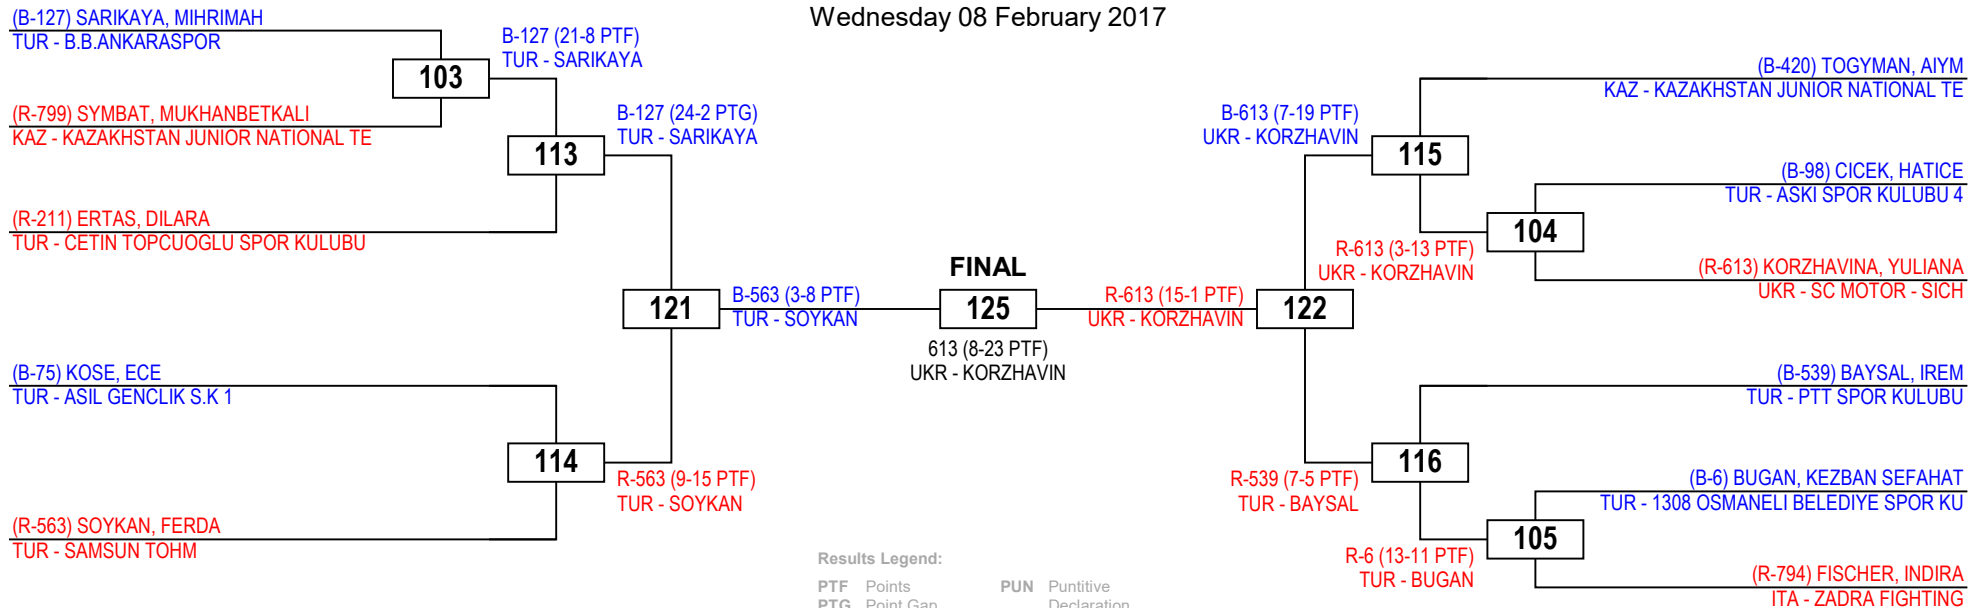 Wednesday 08 February 2017
(B-127) SARIKAYA, MIHRIMAH
TUR - B.B.ANKARASPOR
103
(R-799) SYMBAT, MUKHANBETKALI
KAZ - KAZAKHSTAN JUNIOR NATIONAL TE
B-127 (21-8 PTF)
TUR - SARIKAYA
113
(R-211) ERTAS, DILARA
TUR - CETIN TOPCUOGLU SPOR KULUBU
B-127 (24-2 PTG)
TUR - SARIKAYA
121
(B-75) KOSE, ECE
TUR - ASIL GENCLIK S.K 1
114
(R-563) SOYKAN, FERDA
TUR - SAMSUN TOHM
R-563 (9-15 PTF)
TUR - SOYKAN
B-563 (3-8 PTF)
TUR - SOYKAN
FINAL
125
613 (8-23 PTF)
UKR - KORZHAVIN
R-613 (15-1 PTF)
UKR - KORZHAVIN
122
B-613 (7-19 PTF)
UKR - KORZHAVIN
115
(B-420) TOGYMAN, AIYM
KAZ - KAZAKHSTAN JUNIOR NATIONAL TE
(B-98) CICEK, HATICE
TUR - ASKI SPOR KULUBU 4
104
R-613 (3-13 PTF)
UKR - KORZHAVIN
(R-613) KORZHAVINA, YULIANA
UKR - SC MOTOR - SICH
(B-539) BAYSAL, IREM
TUR - PTT SPOR KULUBU
116
R-539 (7-5 PTF)
TUR - BAYSAL
(B-6) BUGAN, KEZBAN SEFAHAT
TUR - 1308 OSMANELI BELEDIYE SPOR KU
105
R-6 (13-11 PTF)
TUR - BUGAN
(R-794) FISCHER, INDIRA
ITA - ZADRA FIGHTING
Results Legend:
PTF Points PUN Puntitive
PTG Point Gap Declaration